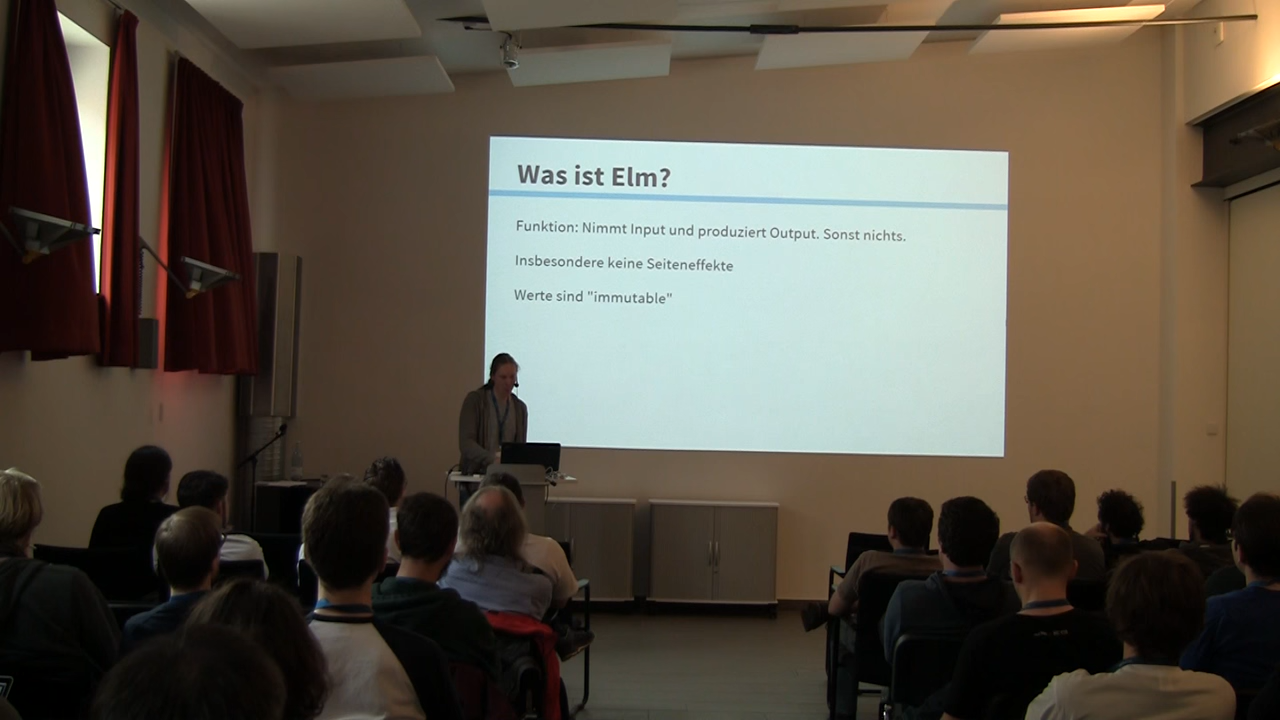 Was ist Elm?
Funktion: Nimmt Input und produziert Output. Sonst nichts.
Insbesondere keine Seiteneffekte
Werte sind "immutable"